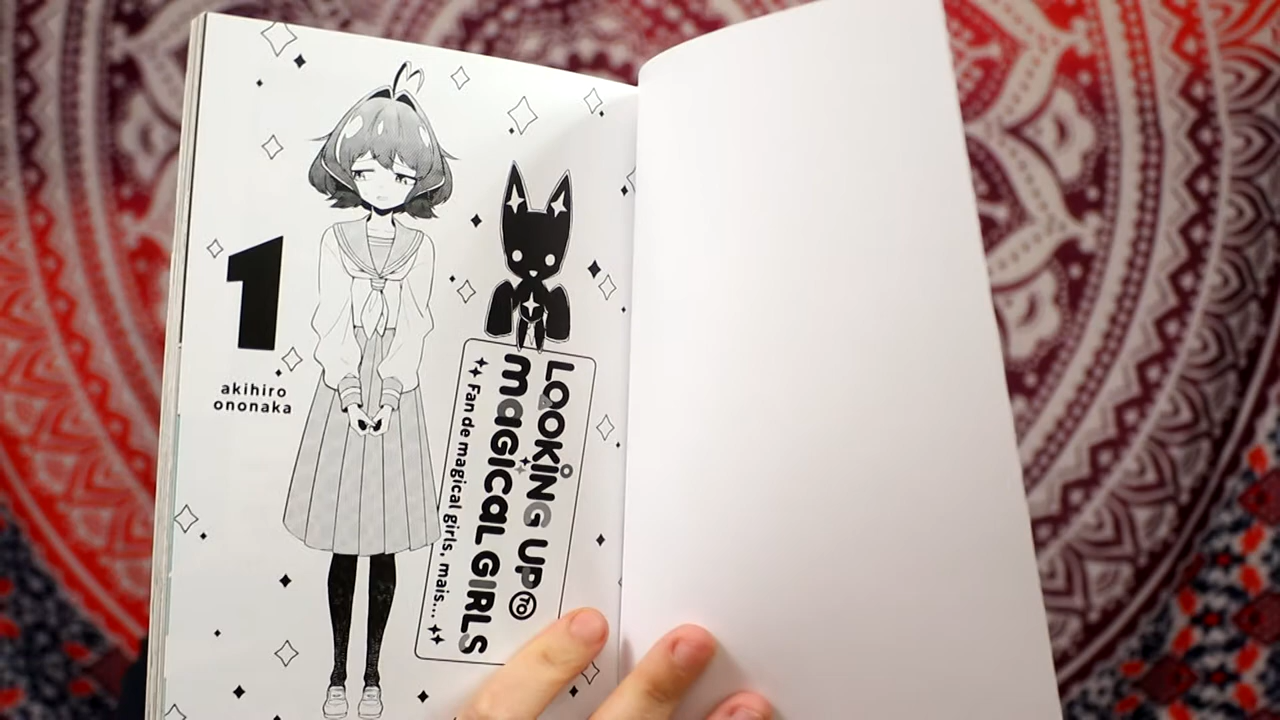 1
akihiro
ononaka
LOOKING UP TO
MAGICAL GIRLS
Fan de magical girls, mais...